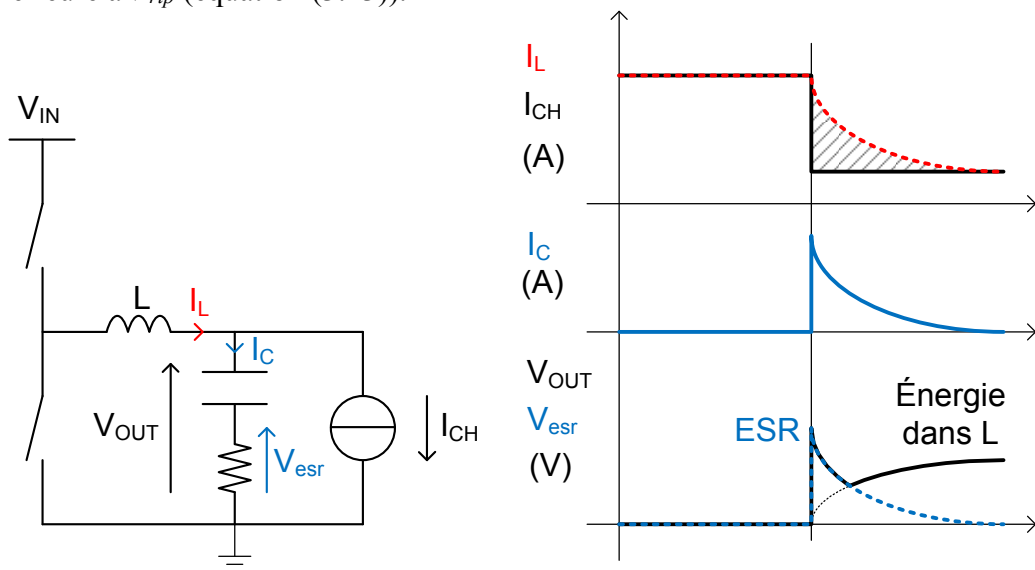 V_IN
L
I_L
I_C
V_OUT
V_esr
I_CH
I_L
I_CH
(A)
I_C
(A)
V_OUT
V_esr
(V)
ESR
Énergie
dans L